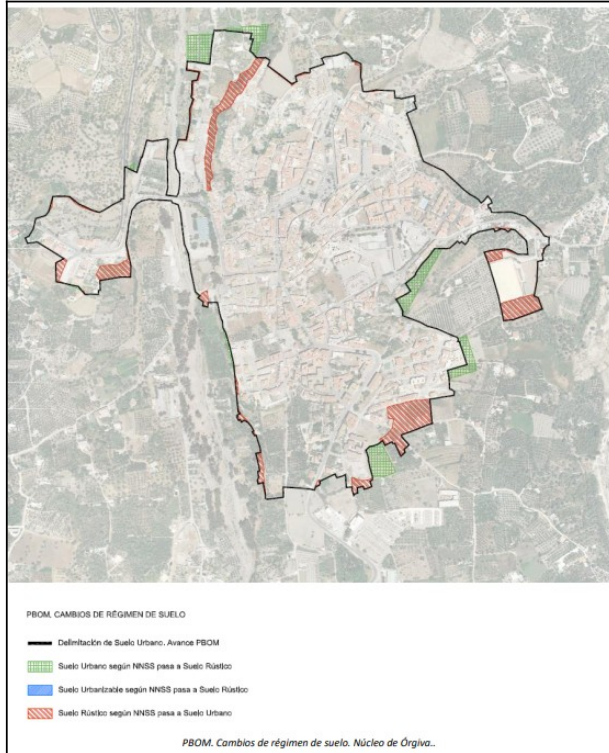 PBOM. CAMBIOS DE RÉGIMEN DE SUELO
Delimitación de Suelo Urbano. Avance PBOM
Suelo Urbano según NNSS pasa a Suelo Rústico
Suelo Urbanizable según NNSS pasa a Suelo Rústico
Suelo Rústico según NNSS pasa a Suelo Urbano
PBOM. Cambios de régimen de suelo. Núcleo de Órgiva..